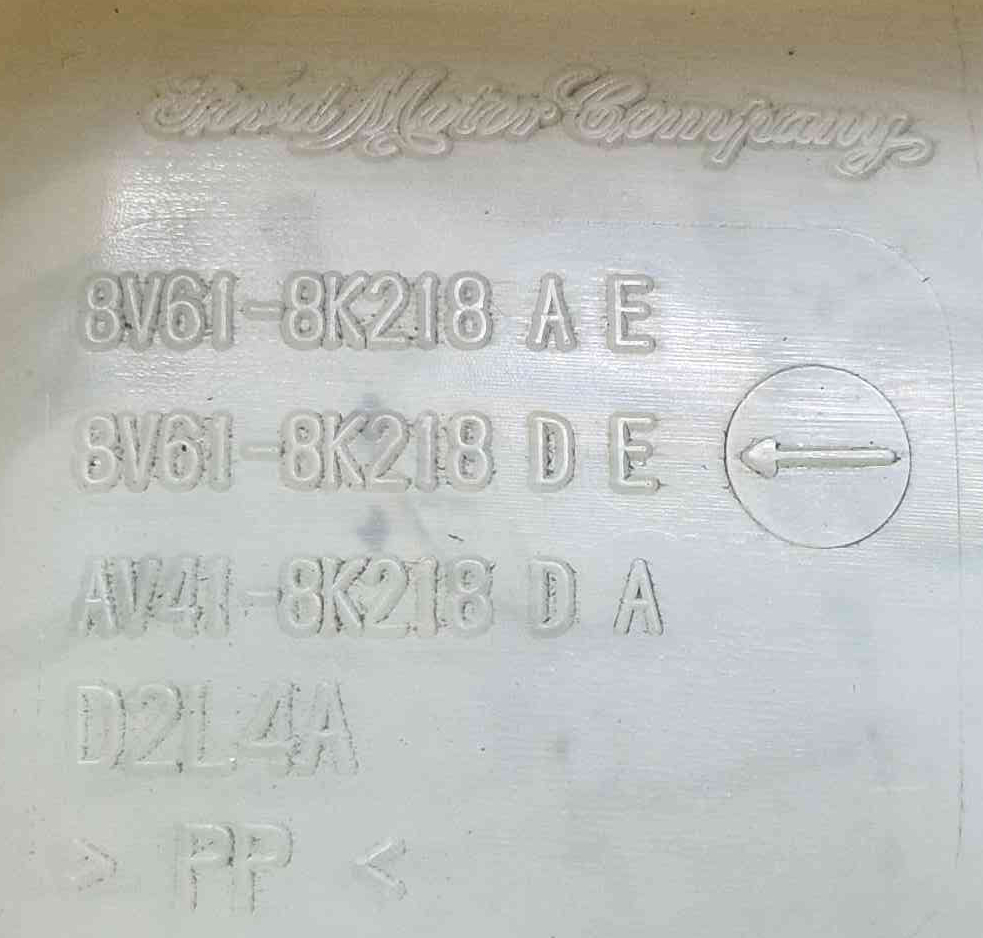 Ford Motor Company
8V61-8K218 A E
8V61-8K218 D E
AV41-8K218 D A
D2L4A
> PP <